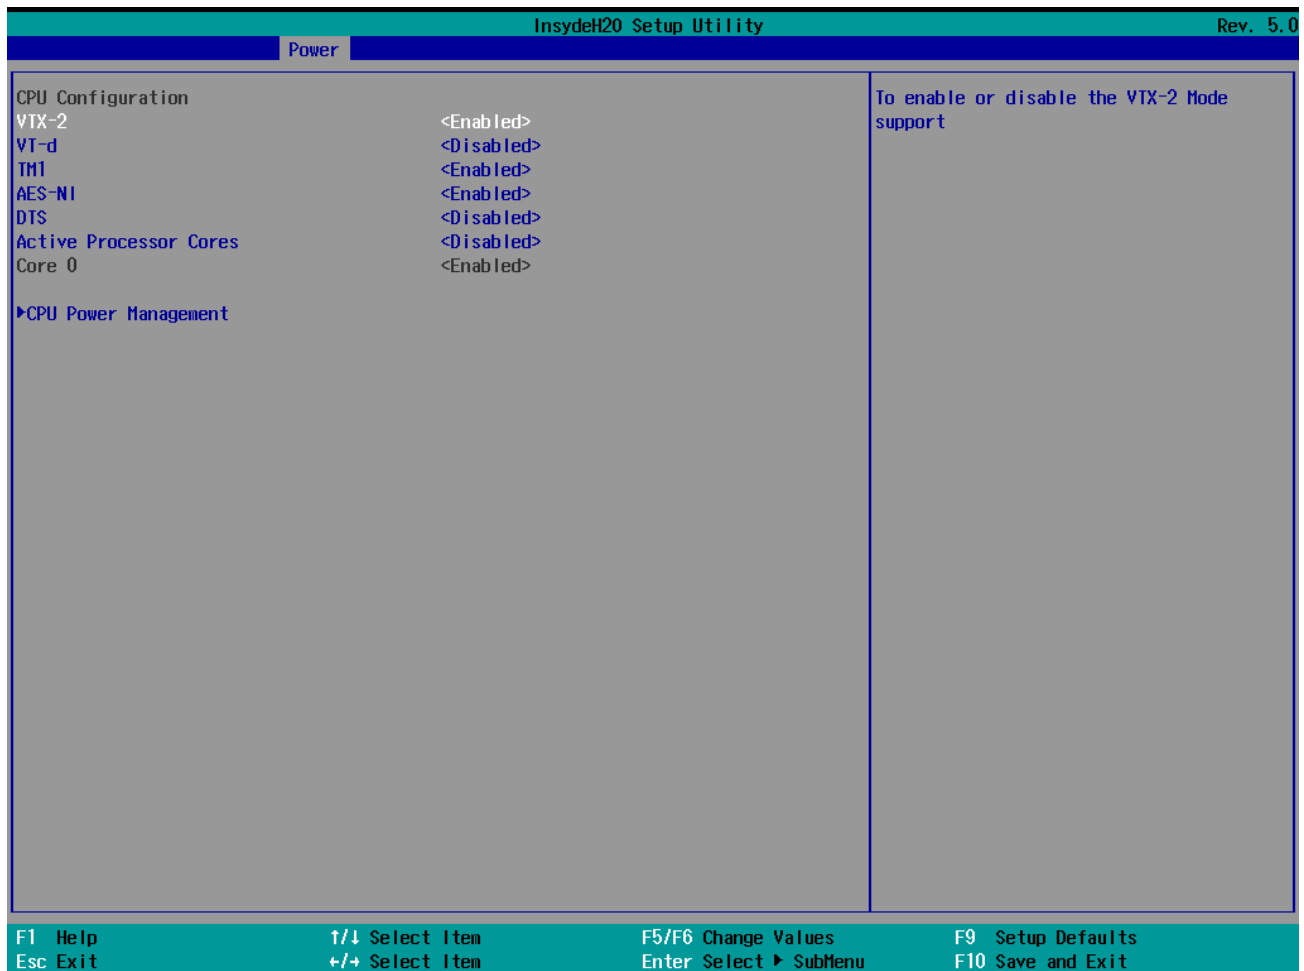 InsydeH20 Setup Utility Rev. 5.0
Power
CPU Configuration
VTX-2 <Enabled>
VT-d <Disabled>
TM1 <Enabled>
AES-NI <Enabled>
DTS <Disabled>
Active Processor Cores <Disabled>
Core 0 <Enabled>
▶CPU Power Management
To enable or disable the VTX-2 Mode
support
F1 Help ↑/↓ Select Item F5/F6 Change Values F9 Setup Defaults
Esc Exit ←/→ Select Item Enter Select ▶ SubMenu F10 Save and Exit